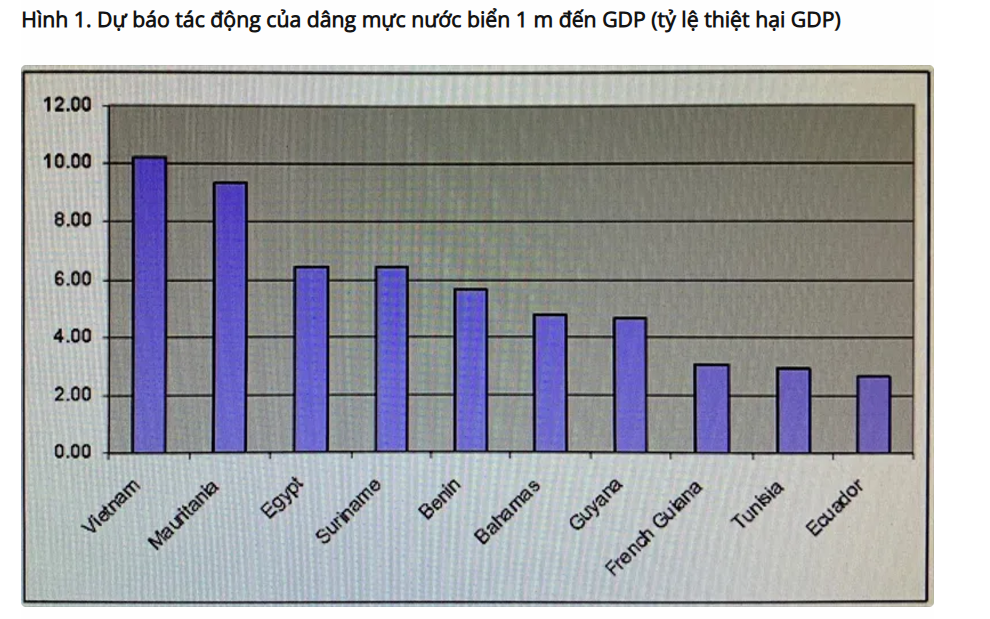 Hình 1. Dự báo tác động của dâng mực nước biển 1 m đến GDP (tỷ lệ thiệt hại GDP)
12.00
10.00
8.00
6.00
4.00
2.00
0.00
Vietnam
Mauritania
Egypt
Suriname
Benin
Bahamas
Guyana
French Guiana
Tunisia
Ecuador